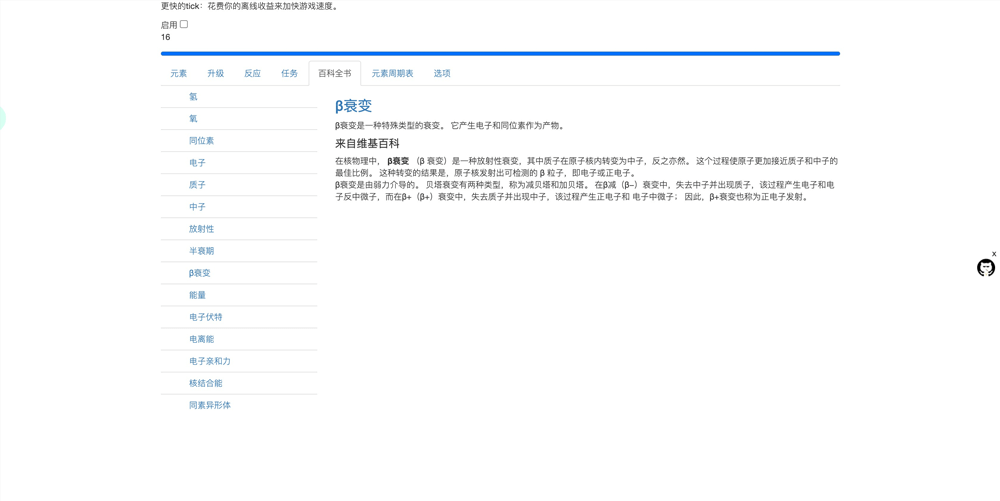 更快的tick：花费你的离线收益来加快游戏速度。
启用
16
元素 升级 反应 任务 百科全书 元素周期表 选项
氢
氧
同位素
电子
质子
中子
放射性
半衰期
β衰变
能量
电子伏特
电离能
电子亲和力
核结合能
同素异形体
β衰变
β衰变是一种特殊类型的衰变。 它产生电子和同位素作为产物。
来自维基百科
在核物理中， β衰变 （β 衰变）是一种放射性衰变，其中质子在原子核内转变为中子，反之亦然。 这个过程使原子更加接近质子和中子的
最佳比例。 这种转变的结果是，原子核发射出可检测的 β 粒子，即电子或正电子。
β衰变是由弱力介导的。 贝塔衰变有两种类型，称为减贝塔和加贝塔。 在β减（β−）衰变中，失去中子并出现质子，该过程产生电子和电
子反中微子，而在β+（β+）衰变中，失去质子并出现中子，该过程产生正电子和 电子中微子； 因此，β+衰变也称为正电子发射。
x